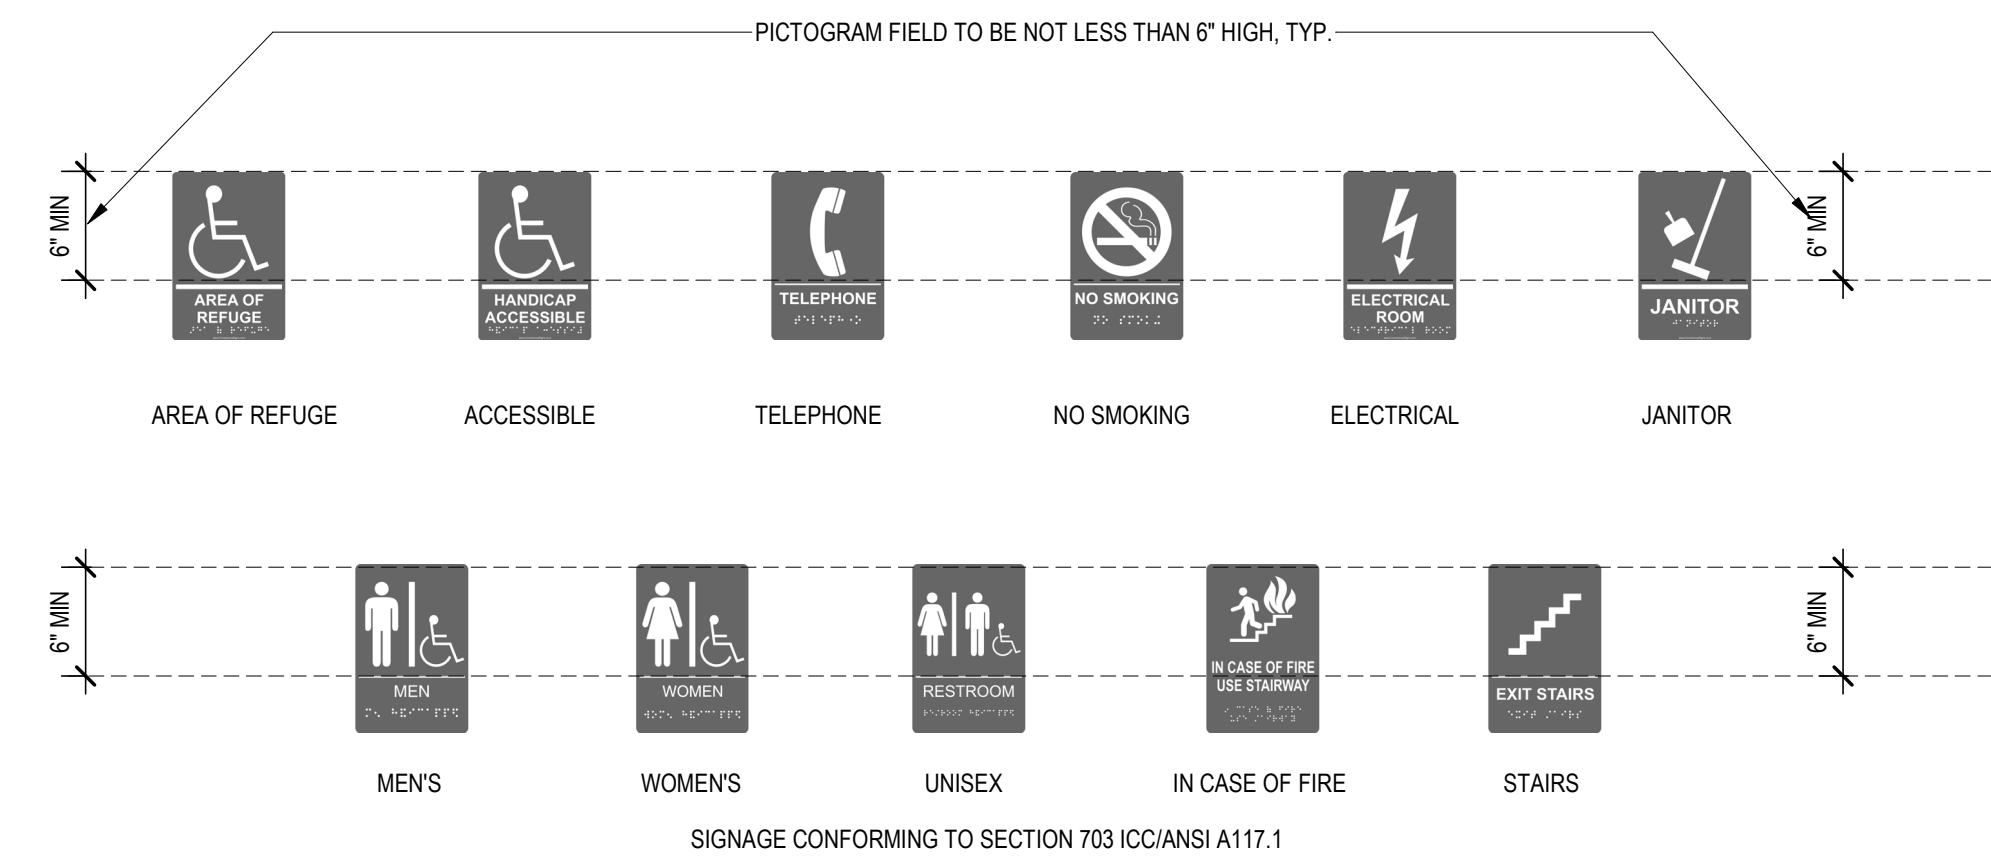 PICTOGRAM FIELD TO BE NOT LESS THAN 6" HIGH, TYP.
6" MIN
6" MIN
AREA OF
REFUGE
HANDICAP
ACCESSIBLE
TELEPHONE
NO SMOKING
ELECTRICAL
ROOM
JANITOR
AREA OF REFUGE
ACCESSIBLE
TELEPHONE
NO SMOKING
ELECTRICAL
JANITOR
6" MIN
6" MIN
MEN
WOMEN
RESTROOM
IN CASE OF FIRE
USE STAIRWAY
EXIT STAIRS
MEN'S
WOMEN'S
UNISEX
IN CASE OF FIRE
STAIRS
SIGNAGE CONFORMING TO SECTION 703 ICC/ANSI A117.1